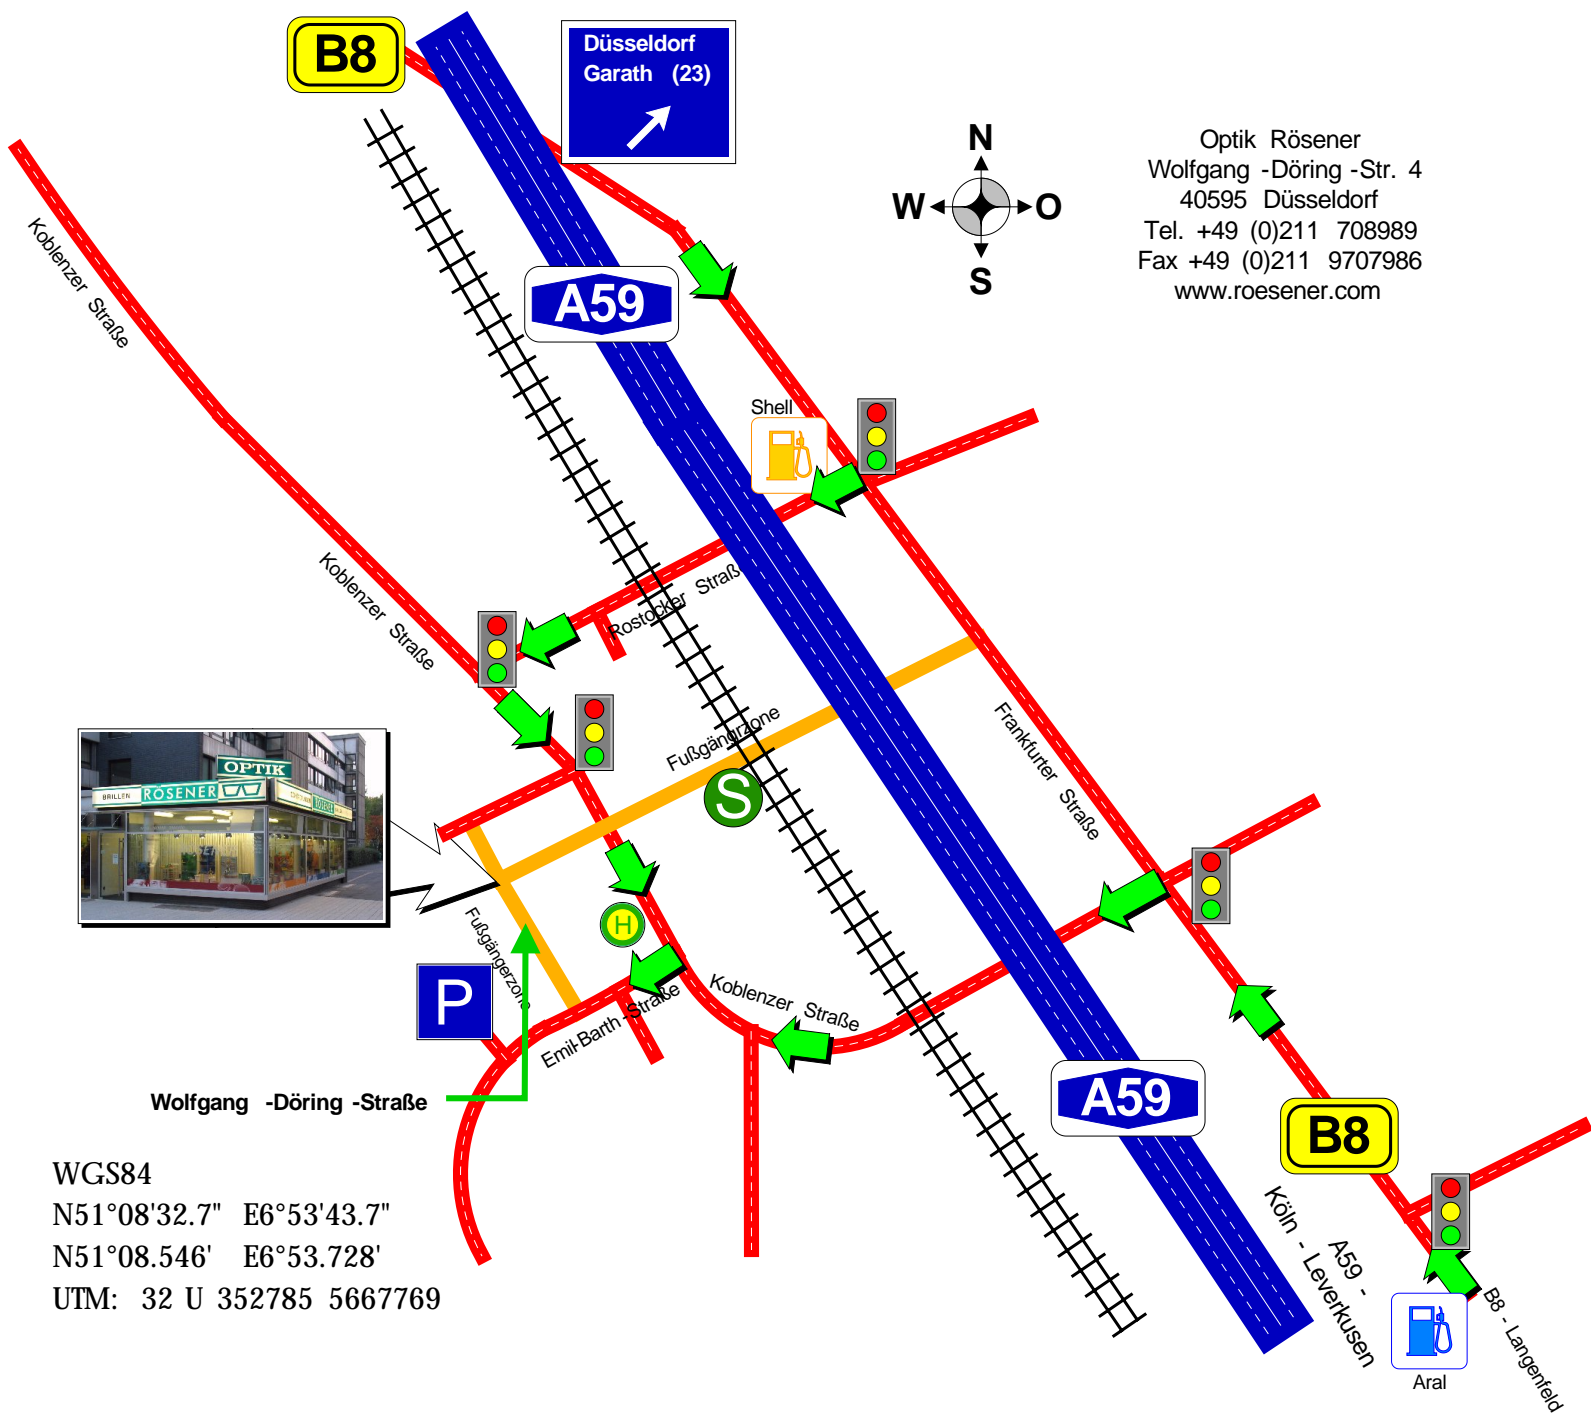 B8
Düsseldorf
Garath (23)
N
W
O
S
Optik Rösener
Wolfgang -Döring -Str. 4
40595 Düsseldorf
Tel. +49 (0)211 708989
Fax +49 (0)211 9707986
www.roesener.com
Koblenzer Straße
A59
Shell
Koblenzer Straße
Rostocker Straße
Fußgängrzone
Frankfurter Straße
S
OPTIK
BRILLEN
RÖSENER
RÖSENER
H
Fußgängerzone
P
Koblenzer Straße
Emil-Barth -Straße
Wolfgang -Döring -Straße
A59
B8
WGS84
N51°08'32.7" E6°53'43.7"
N51°08.546' E6°53.728'
UTM: 32 U 352785 5667769
A59 -
Köln - Leverkusen
B8 - Langenfeld
Aral